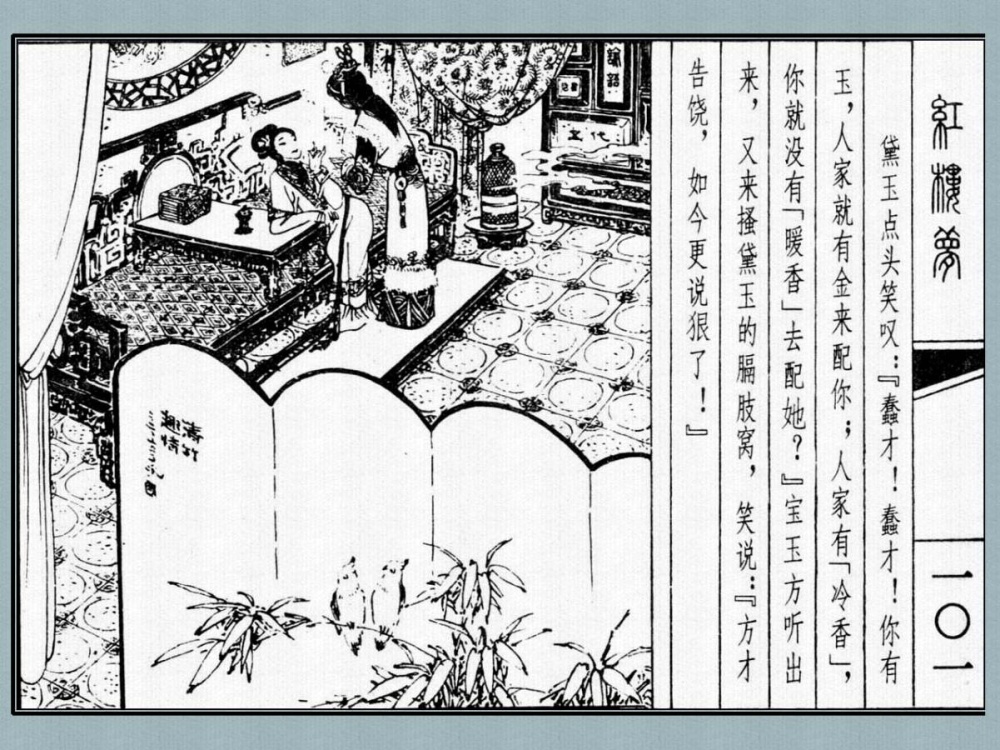 紅樓夢
一〇一
黛玉点头笑叹：『蠢才！蠢才！你有
玉，人家就有金来配你；人家有「冷香」，
你就没有「暖香」去配她？』宝玉方听出
来，又来搔黛玉的膈肢窝，笑说：『方才
告饶，如今更说狠了！』